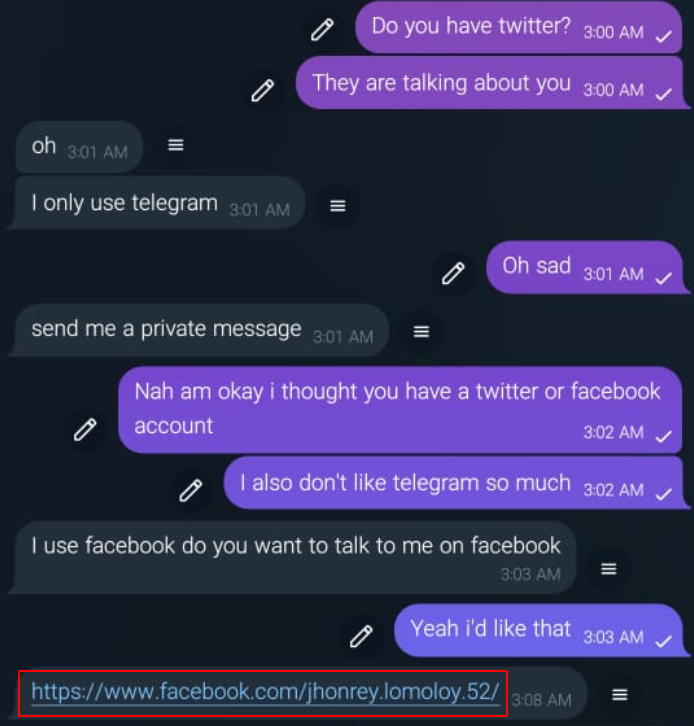 Do you have twitter? 3:00 AM
They are talking about you 3:00 AM
oh 3:01 AM
I only use telegram 3:01 AM
Oh sad 3:01 AM
send me a private message 3:01 AM
Nah am okay i thought you have a twitter or facebook
account 3:02 AM
I also don't like telegram so much 3:02 AM
I use facebook do you want to talk to me on facebook
3:03 AM
Yeah i'd like that 3:03 AM
https://www.facebook.com/jhonrey.lomoloy.52/ 3:08 AM